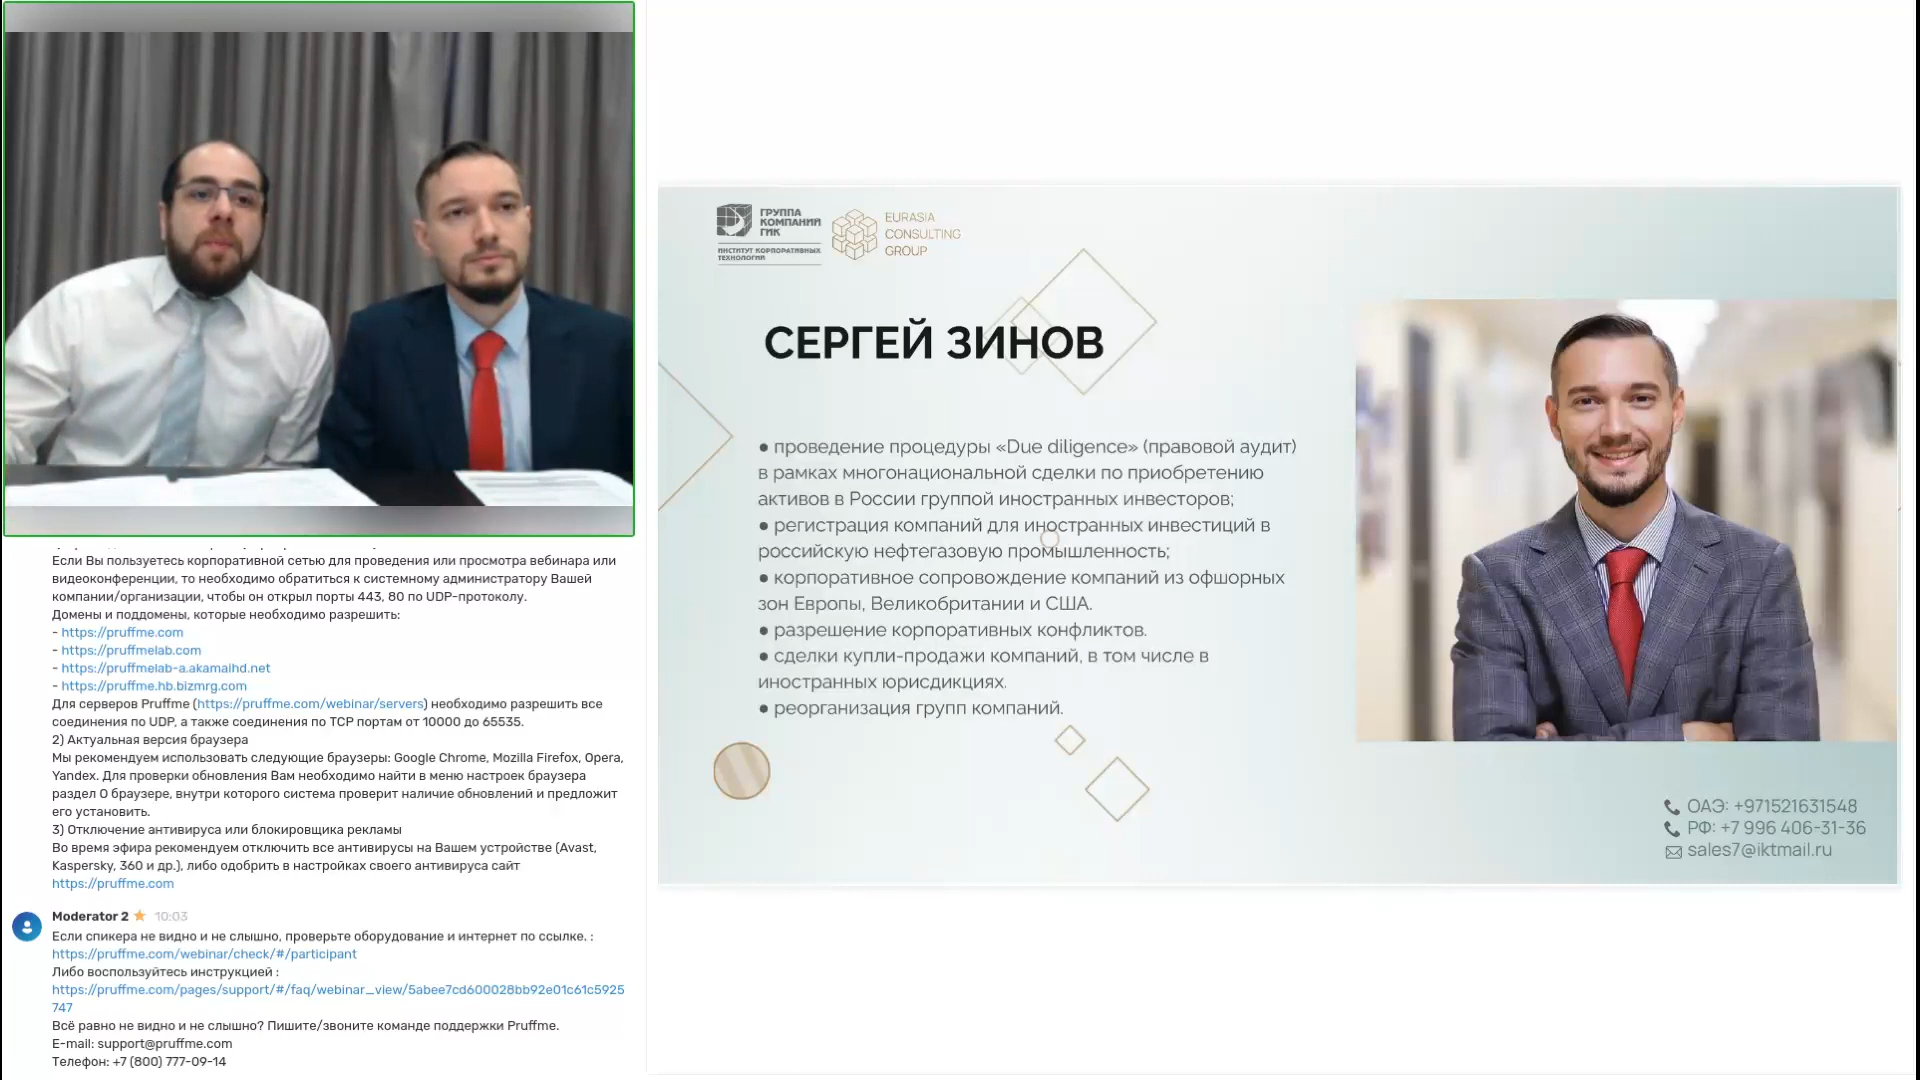 Если Вы пользуетесь корпоративной сетью для проведения или просмотра вебинара или
видеоконференции, то необходимо обратиться к системному администратору Вашей
компании/организации, чтобы он открыл порты 443, 80 по UDP-протоколу.
Домены и поддомены, которые необходимо разрешить:
- https://pruffme.com
- https://pruffmelab.com
- https://pruffmelab-a.akamaihd.net
- https://pruffme.hb.bizmrg.com
Для серверов Pruffme (https://pruffme.com/webinar/servers) необходимо разрешить все
соединения по UDP, а также соединения по TCP портам от 10000 до 65535.
2) Актуальная версия браузера
Мы рекомендуем использовать следующие браузеры: Google Chrome, Mozilla Firefox, Opera,
Yandex. Для проверки обновления Вам необходимо найти в меню настроек браузера
раздел О браузере, внутри которого система проверит наличие обновлений и предложит
его установить.
3) Отключение антивируса или блокировщика рекламы
Во время эфира рекомендуем отключить все антивирусы на Вашем устройстве (Avast,
Kaspersky, 360 и др.), либо одобрить в настройках своего антивируса сайт
https://pruffme.com
Moderator 2 10:03
Если спикера не видно и не слышно, проверьте оборудование и интернет по ссылке. :
https://pruffme.com/webinar/check/#/participant
Либо воспользуйтесь инструкцией :
https://pruffme.com/pages/support/#/faq/webinar_view/5abee7cd600028bb92e01c61c5925
747
Всё равно не видно и не слышно? Пишите/звоните команде поддержки Pruffme.
E-mail: support@pruffme.com
Телефон: +7 (800) 777-09-14
ГРУППА
КОМПАНИЙ
ГИК
ИНСТИТУТ КОРПОРАТИВНЫХ
ТЕХНОЛОГИЙ
EURASIA
CONSULTING
GROUP
СЕРГЕЙ ЗИНОВ
● проведение процедуры «Due diligence» (правовой аудит)
в рамках многонациональной сделки по приобретению
активов в России группой иностранных инвесторов;
● регистрация компаний для иностранных инвестиций в
российскую нефтегазовую промышленность;
● корпоративное сопровождение компаний из офшорных
зон Европы, Великобритании и США.
● разрешение корпоративных конфликтов.
● сделки купли-продажи компаний, в том числе в
иностранных юрисдикциях.
● реорганизация групп компаний.
ОАЭ: +971521631548
РФ: +7 996 406-31-36
sales7@iktmail.ru